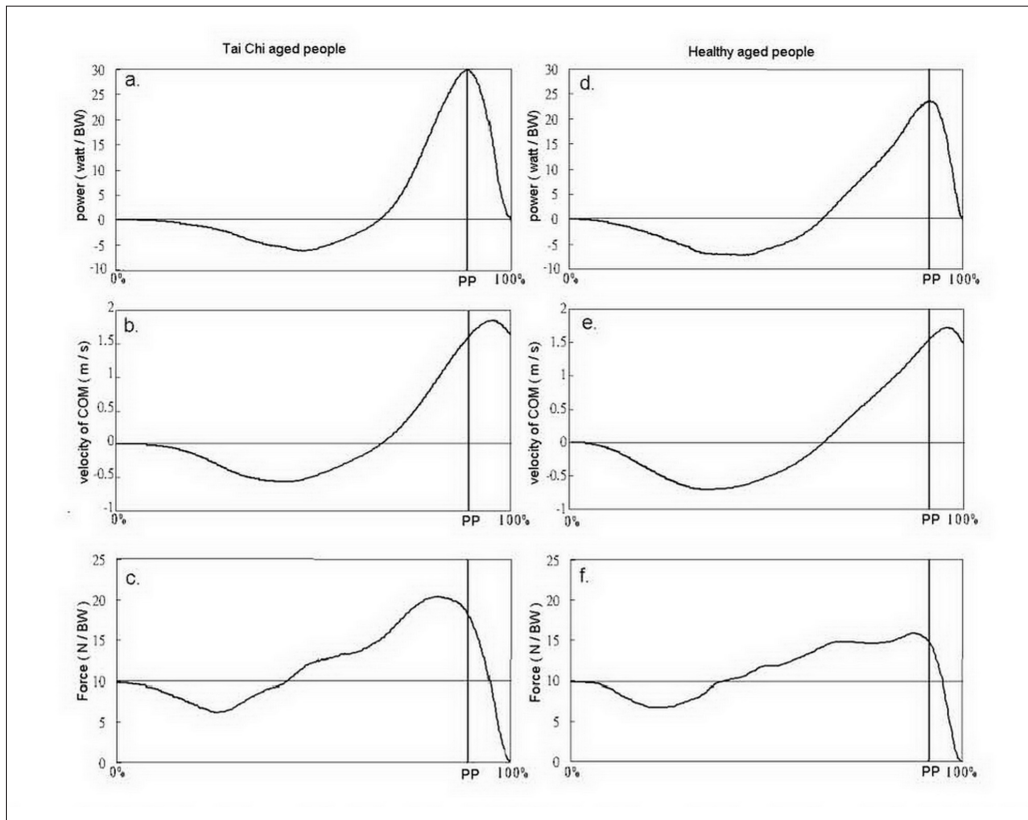 Tai Chi aged people
Healthy aged people
a.
power ( watt / BW)
30
25
20
15
10
5
0
-5
-10
0%
PP
100%
d.
power ( watt / BW)
30
25
20
15
10
5
0
-5
-10
0%
PP
100%
b.
velocity of COM ( m / s)
2
1.5
1
0.5
0
-0.5
-1
0%
PP
100%
e.
velocity of COM ( m / s)
2
1.5
1
0.5
0
-0.5
-1
0%
PP
100%
c.
Force ( N / BW )
25
20
15
10
5
0
0%
PP
100%
f.
Force ( N / BW )
25
20
15
10
5
0
0%
PP
100%